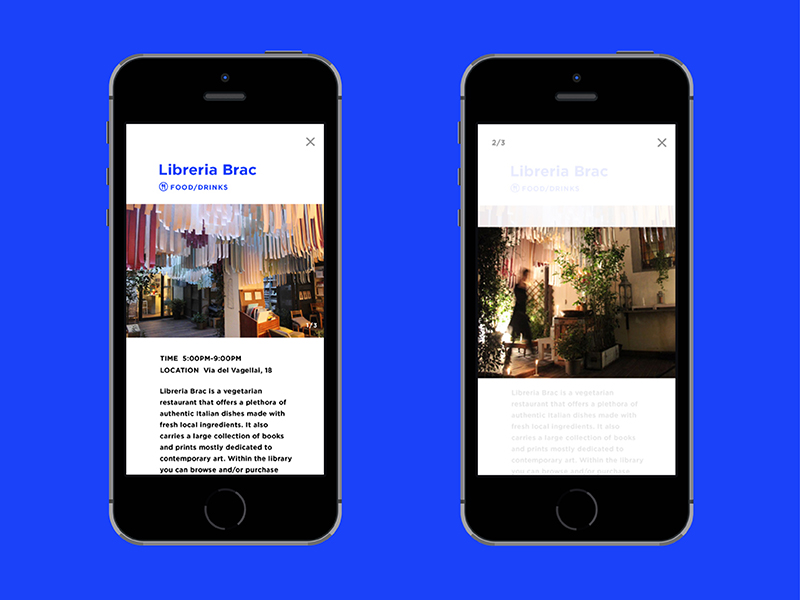 Libreria Brac
FOOD/DRINKS
1/3
TIME 5:00PM-9:00PM
LOCATION Via del Vagellai, 18
Libreria Brac is a vegetarian
restaurant that offers a plethora of
authentic Italian dishes made with
fresh local ingredients. It also
carries a large collection of books
and prints mostly dedicated to
contemporary art. Within the library
you can browse and/or purchase
2/3
Libreria Brac
FOOD/DRINKS
Libreria Brac is a vegetarian
restaurant that offers a plethora of
authentic Italian dishes made with
fresh local ingredients. It also
carries a large collection of books
and prints mostly dedicated to
contemporary art. Within the library
you can browse and/or purchase